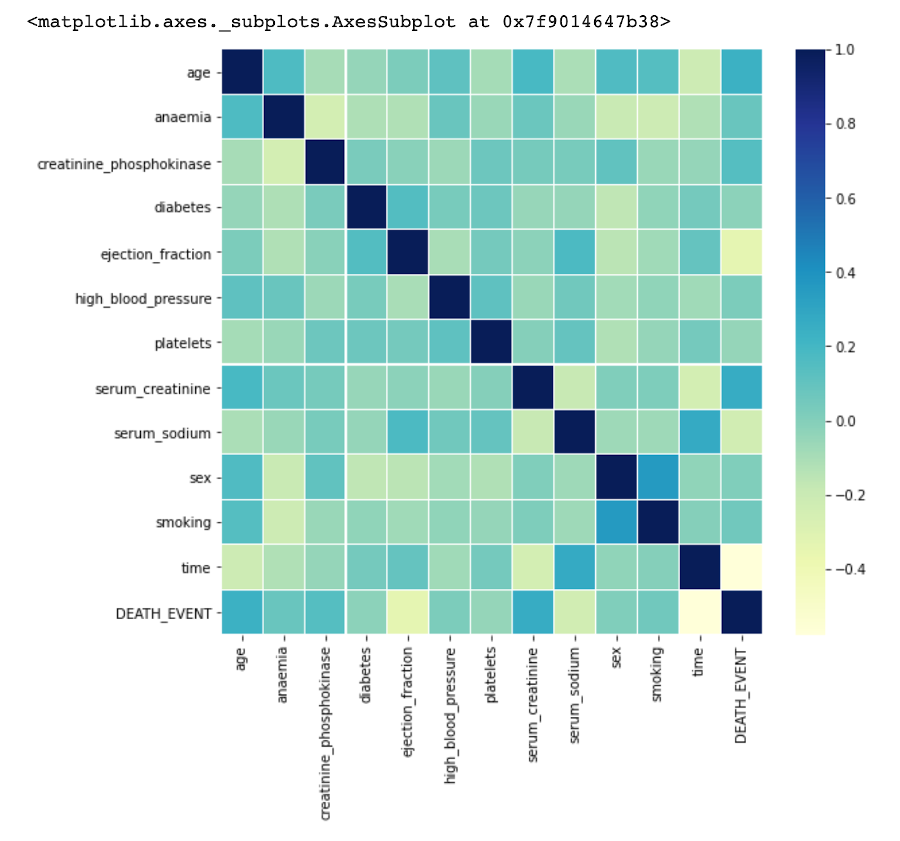 <matplotlib.axes._subplots.AxesSubplot at 0x7f9014647b38>
age
anaemia
creatinine_phosphokinase
diabetes
ejection_fraction
high_blood_pressure
platelets
serum_creatinine
serum_sodium
sex
smoking
time
DEATH_EVENT
age
anaemia
creatinine_phosphokinase
diabetes
ejection_fraction
high_blood_pressure
platelets
serum_creatinine
serum_sodium
sex
smoking
time
DEATH_EVENT
1.0
0.8
0.6
0.4
0.2
0.0
−0.2
−0.4